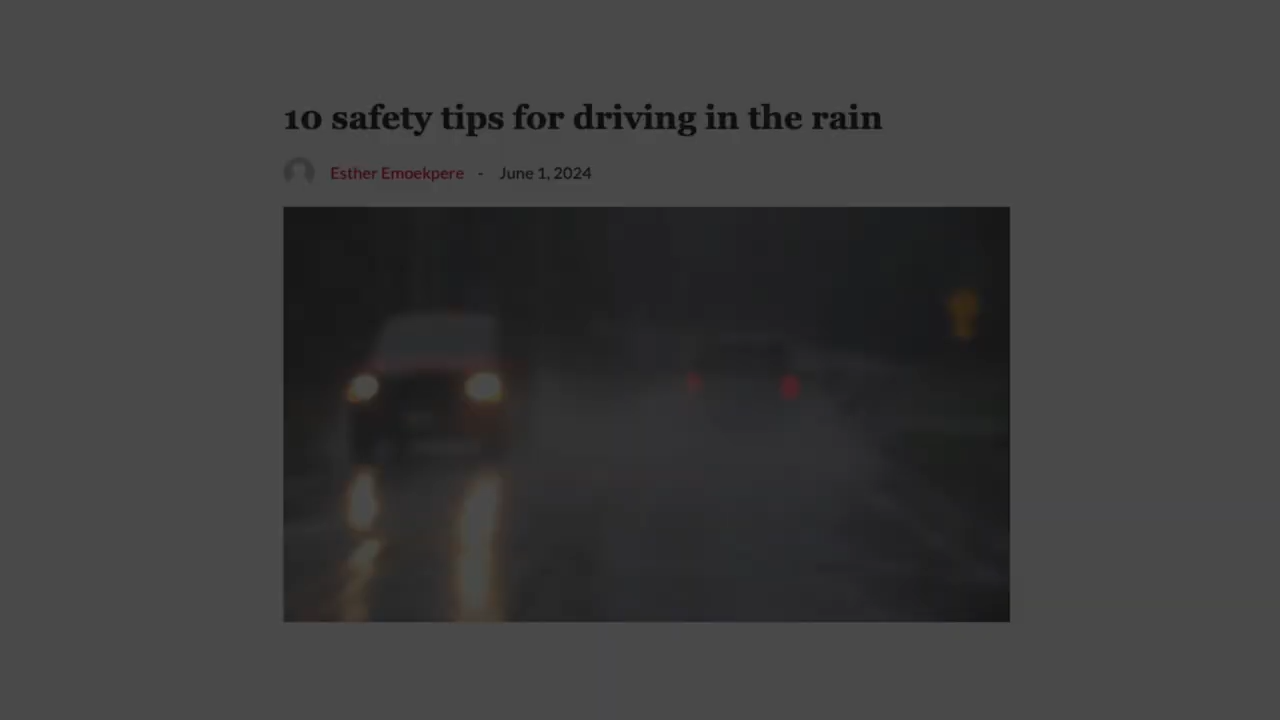 10 safety tips for driving in the rain
Esther Emoekpere - June 1, 2024